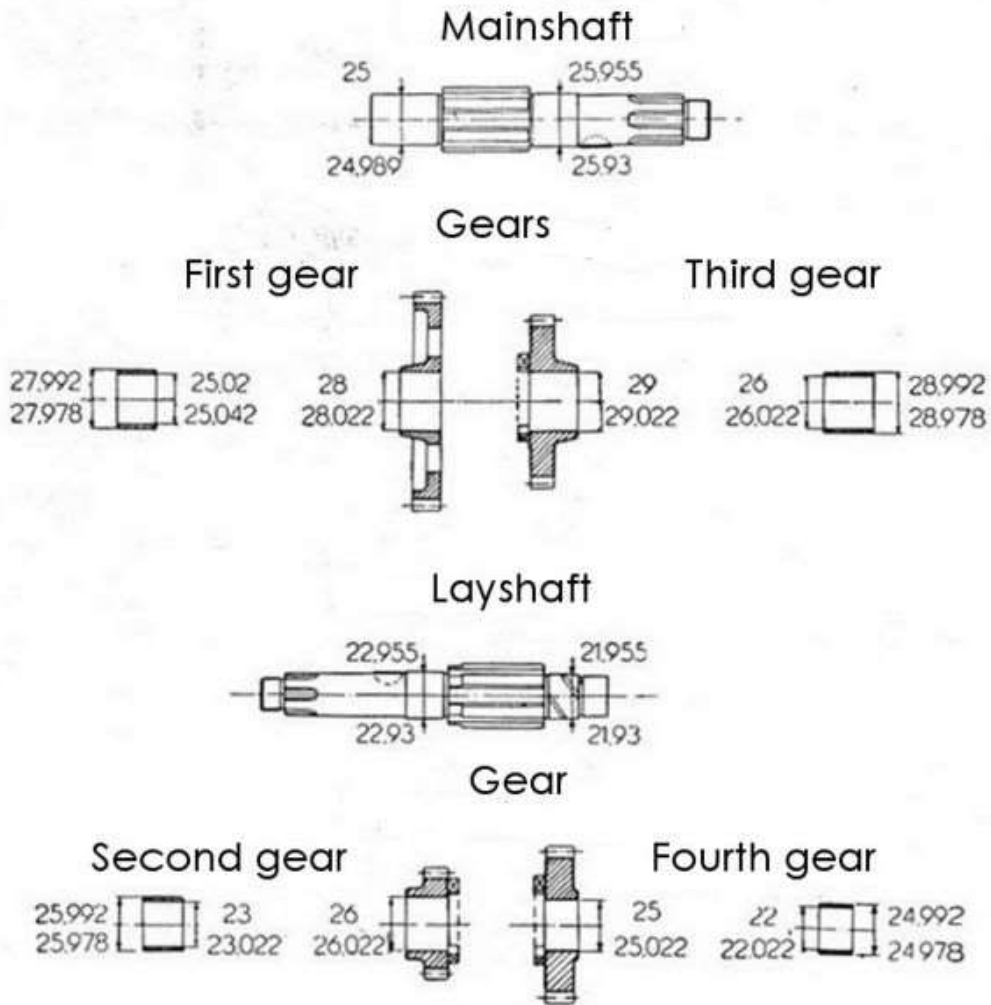 Mainshaft
25 25,955
24,989 25,93
Gears
First gear Third gear
27,992 25,02 28 29 26 28,992
27,978 25,042 28,022 29,022 26,022 28,978
Layshaft
22,955 21,955
22,93 21,93
Gear
Second gear Fourth gear
25,992 23 26 25 22 24,992
25,978 23,022 26,022 25,022 22,022 24,978